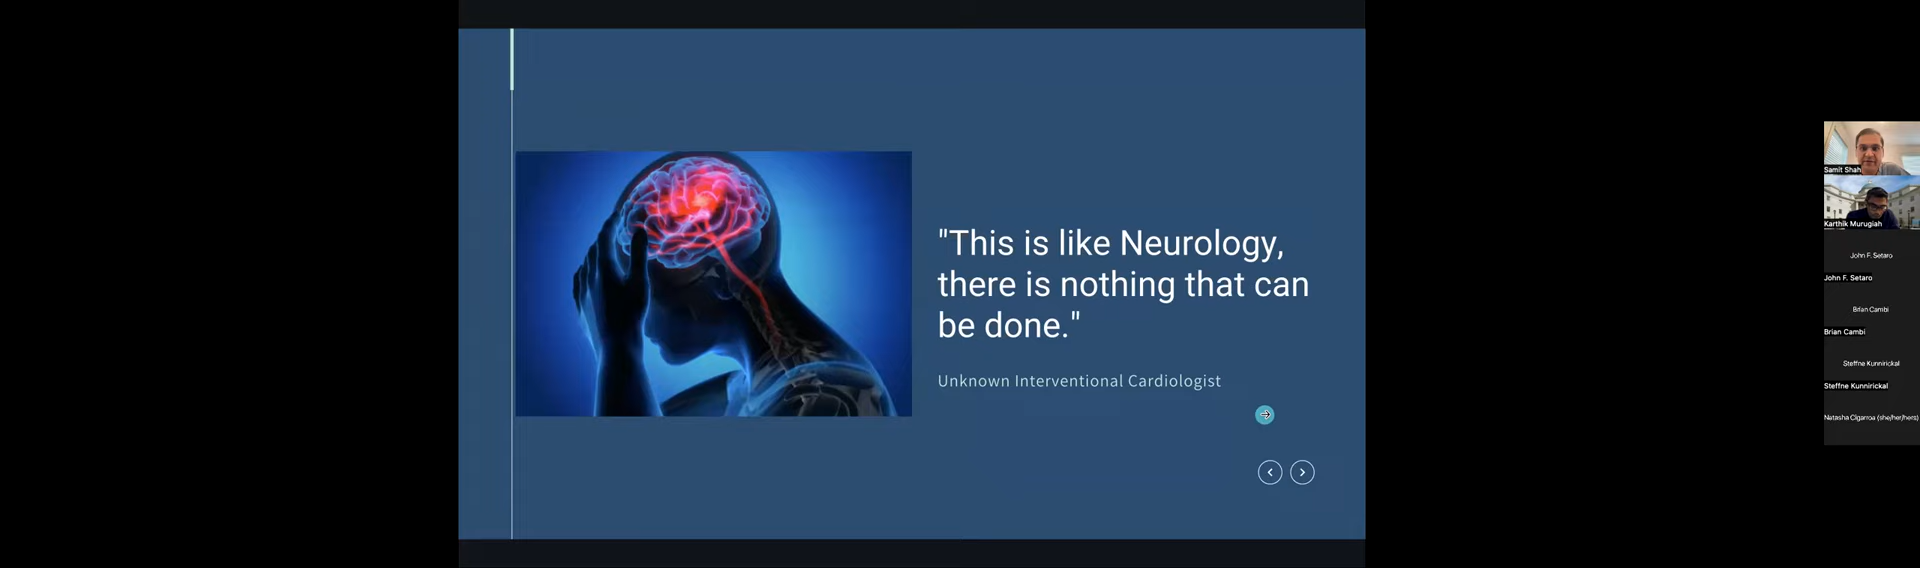 "This is like Neurology,
there is nothing that can
be done."
Unknown Interventional Cardiologist
Samit Shah
Karthik Murugiah
John F. Setaro
John F. Setaro
Brian Cambi
Brian Cambi
Steffne Kunnirickal
Steffne Kunnirickal
Natasha Cigarroa (she/her/hers)